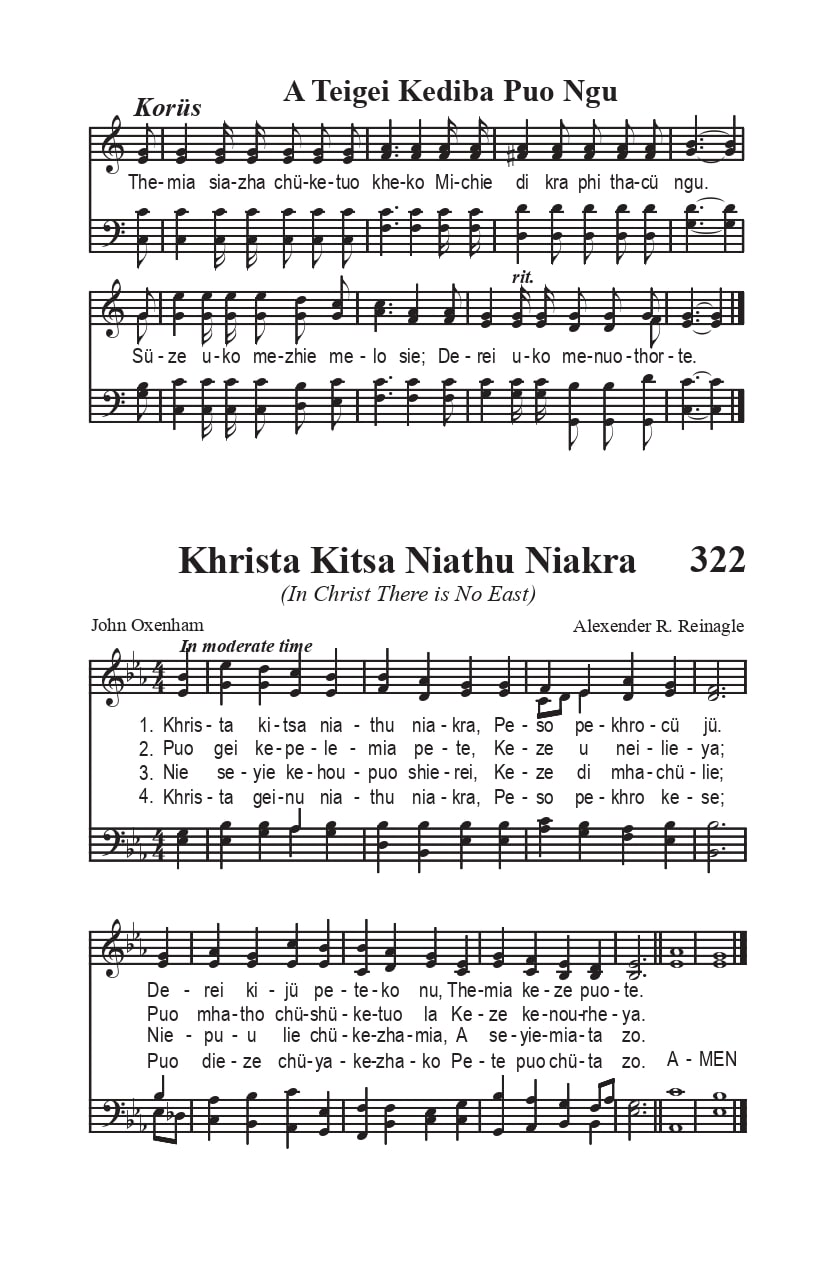 A Teigei Kediba Puo Ngu
Korüs
The-mia sia-zha chü-ke-tuo khe-ko Mi-chie di kra phi tha-cü ngu.
rit.
Sü-ze u-ko me-zhie me-lo sie; De-rei u-ko me-nuo-thor-te.
Khrista Kitsa Niathu Niakra 322
(In Christ There is No East)
John Oxenham Alexender R. Reinagle
In moderate time
1. Khris-ta ki-tsa nia-thu nia-kra, Pe-so pe-khro-cü jü.
2. Puo gei ke-pe-le-mia pe-te, Ke-ze u nei-lie-ya;
3. Nie se-yie ke-hou-puo shie-rei, Ke-ze di mha-chü-lie;
4. Khris-ta gei-nu nia-thu nia-kra, Pe-so pe-khro ke-se;
De-rei ki-jü pe-te-ko nu, The-mia ke-ze puo-te.
Puo mha-tho chü-shü-ke-tuo la Ke-ze ke-nou-rhe-ya.
Nie-pu-u lie chü-ke-zha-mia, A se-yie-mia-ta zo.
Puo die-ze chü-ya-ke-zha-ko Pe-te puo chü-ta zo. A-MEN